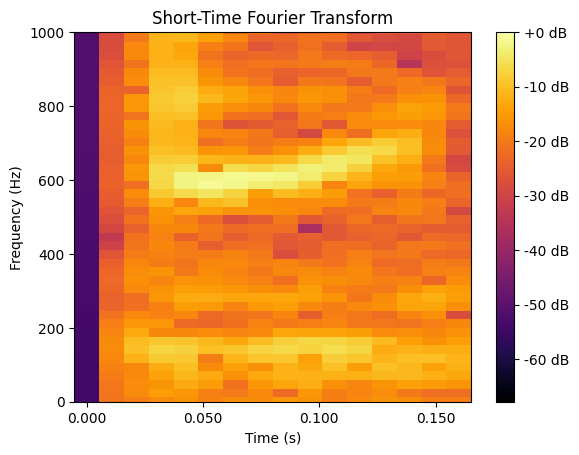 Short-Time Fourier Transform
1000
800
600
400
200
0
Frequency (Hz)
0.000
0.050
0.100
0.150
Time (s)
+0 dB
-10 dB
-20 dB
-30 dB
-40 dB
-50 dB
-60 dB